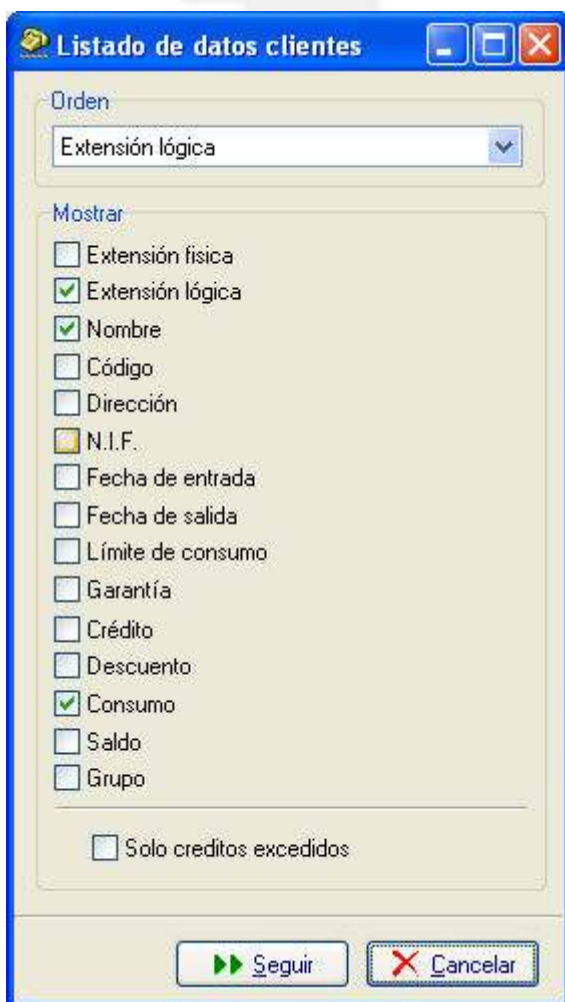 Listado de datos clientes
Orden
Extensión lógica
Mostrar
Extensión fisica
Extensión lógica
Nombre
Código
Dirección
N.I.F.
Fecha de entrada
Fecha de salida
Límite de consumo
Garantía
Crédito
Descuento
Consumo
Saldo
Grupo
Solo creditos excedidos
Seguir Cancelar